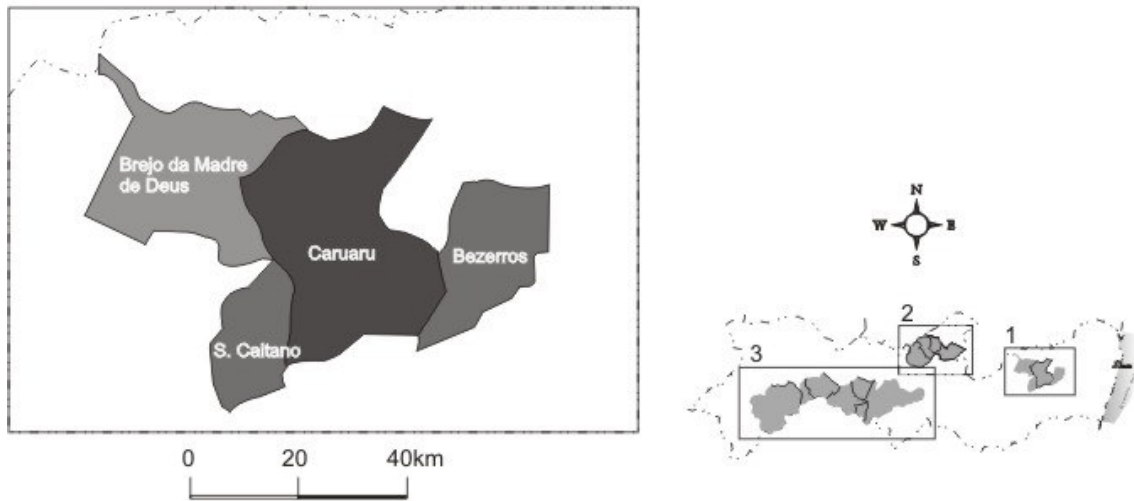 Brejo da Madre
de Deus
Caruaru
Bezerros
S. Caitano
0 20 40km
N
W E
S
2
1
3